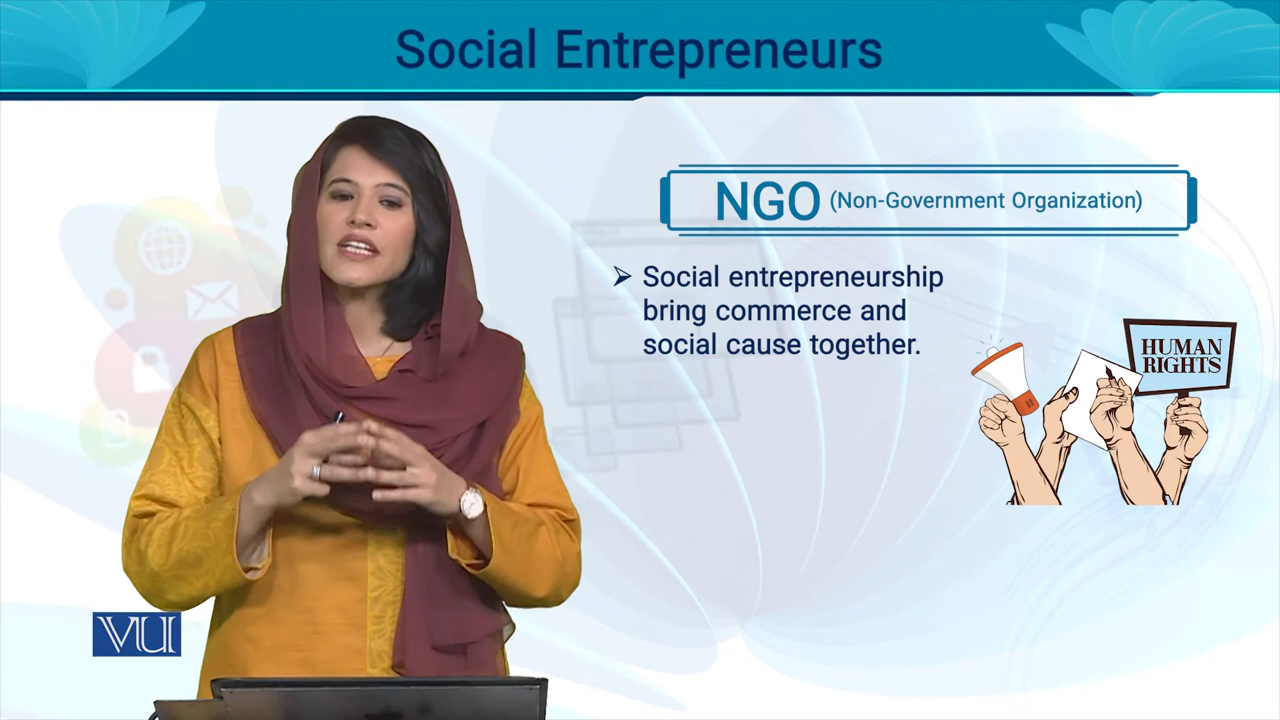 Social Entrepreneurs
NGO (Non-Government Organization)
➢ Social entrepreneurship
bring commerce and
social cause together.
HUMAN
RIGHTS
VU